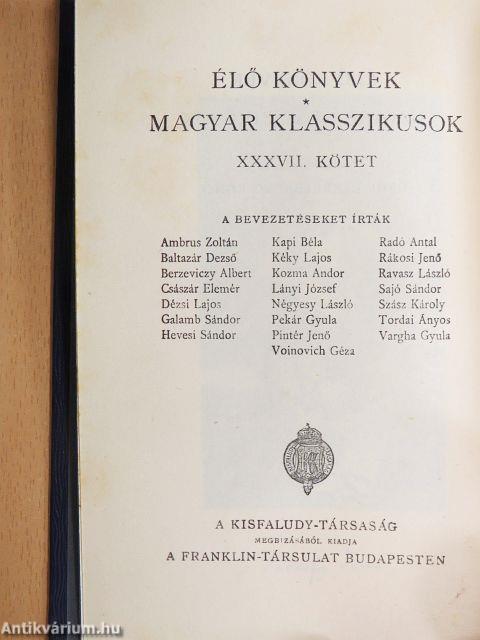 ÉLŐ KÖNYVEK
*
MAGYAR KLASSZIKUSOK
XXXVII. KÖTET
A BEVEZETÉSEKET ÍRTÁK
Ambrus Zoltán
Baltazár Dezső
Berzeviczy Albert
Császár Elemér
Dézsi Lajos
Galamb Sándor
Hevesi Sándor
Kapi Béla
Kéky Lajos
Kozma Andor
Lányi József
Négyesy László
Pekár Gyula
Pintér Jenő
Voinovich Géza
Radó Antal
Rákosi Jenő
Ravasz László
Sajó Sándor
Szász Károly
Tordai Ányos
Vargha Gyula
A KISFALUDY-TÁRSASÁG
MEGBIZÁSÁBÓL KIADJA
A FRANKLIN-TÁRSULAT BUDAPESTEN
Antikvárium.hu